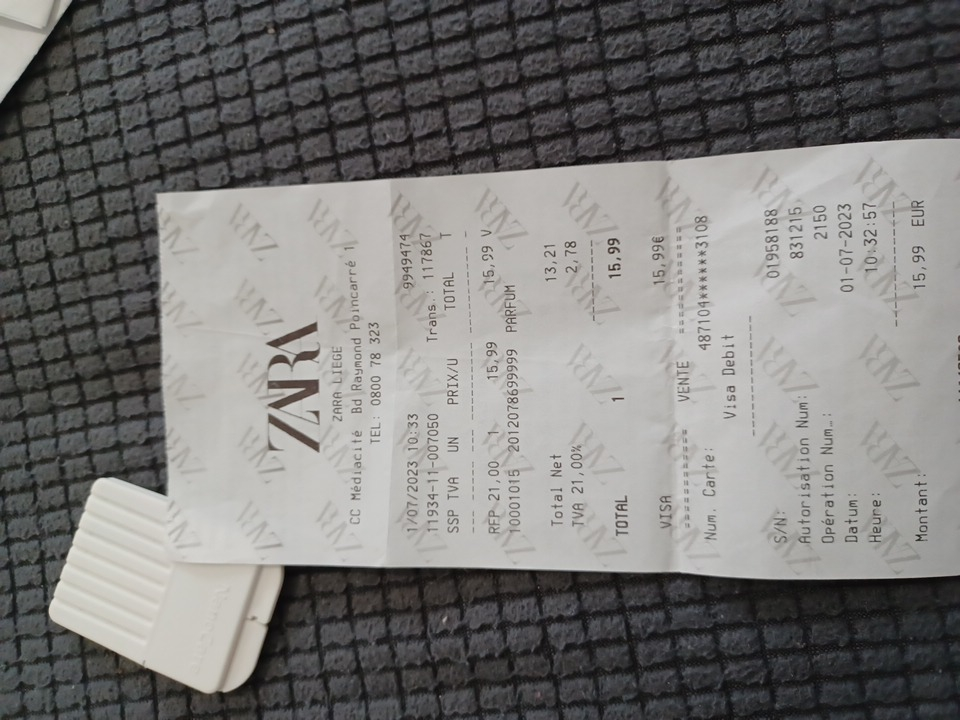 ZARA
ZARA LIEGE
CC Médiacité Bd Raymond Poincarré 1
TEL: 0800 78 323
1/07/2023 10:33 9949474
11934-11-007050 Trans.: 117867
SSP TVA UN PRIX/U TOTAL T
RFP 21,00 1 15,99 15,99 V
10001015 2012078699999 PARFUM
Total Net 13,21
TVA 21,00% 2,78
TOTAL 1 15,99
VISA 15,99€
========== VENTE ==========
Num. Carte: 487104******3108
Visa Debit
S/N: 01958188
Autorisation Num: 831215
Opération Num.: 2150
Datum: 01-07-2023
Heure: 10:32:57
Montant: 15,99 EUR